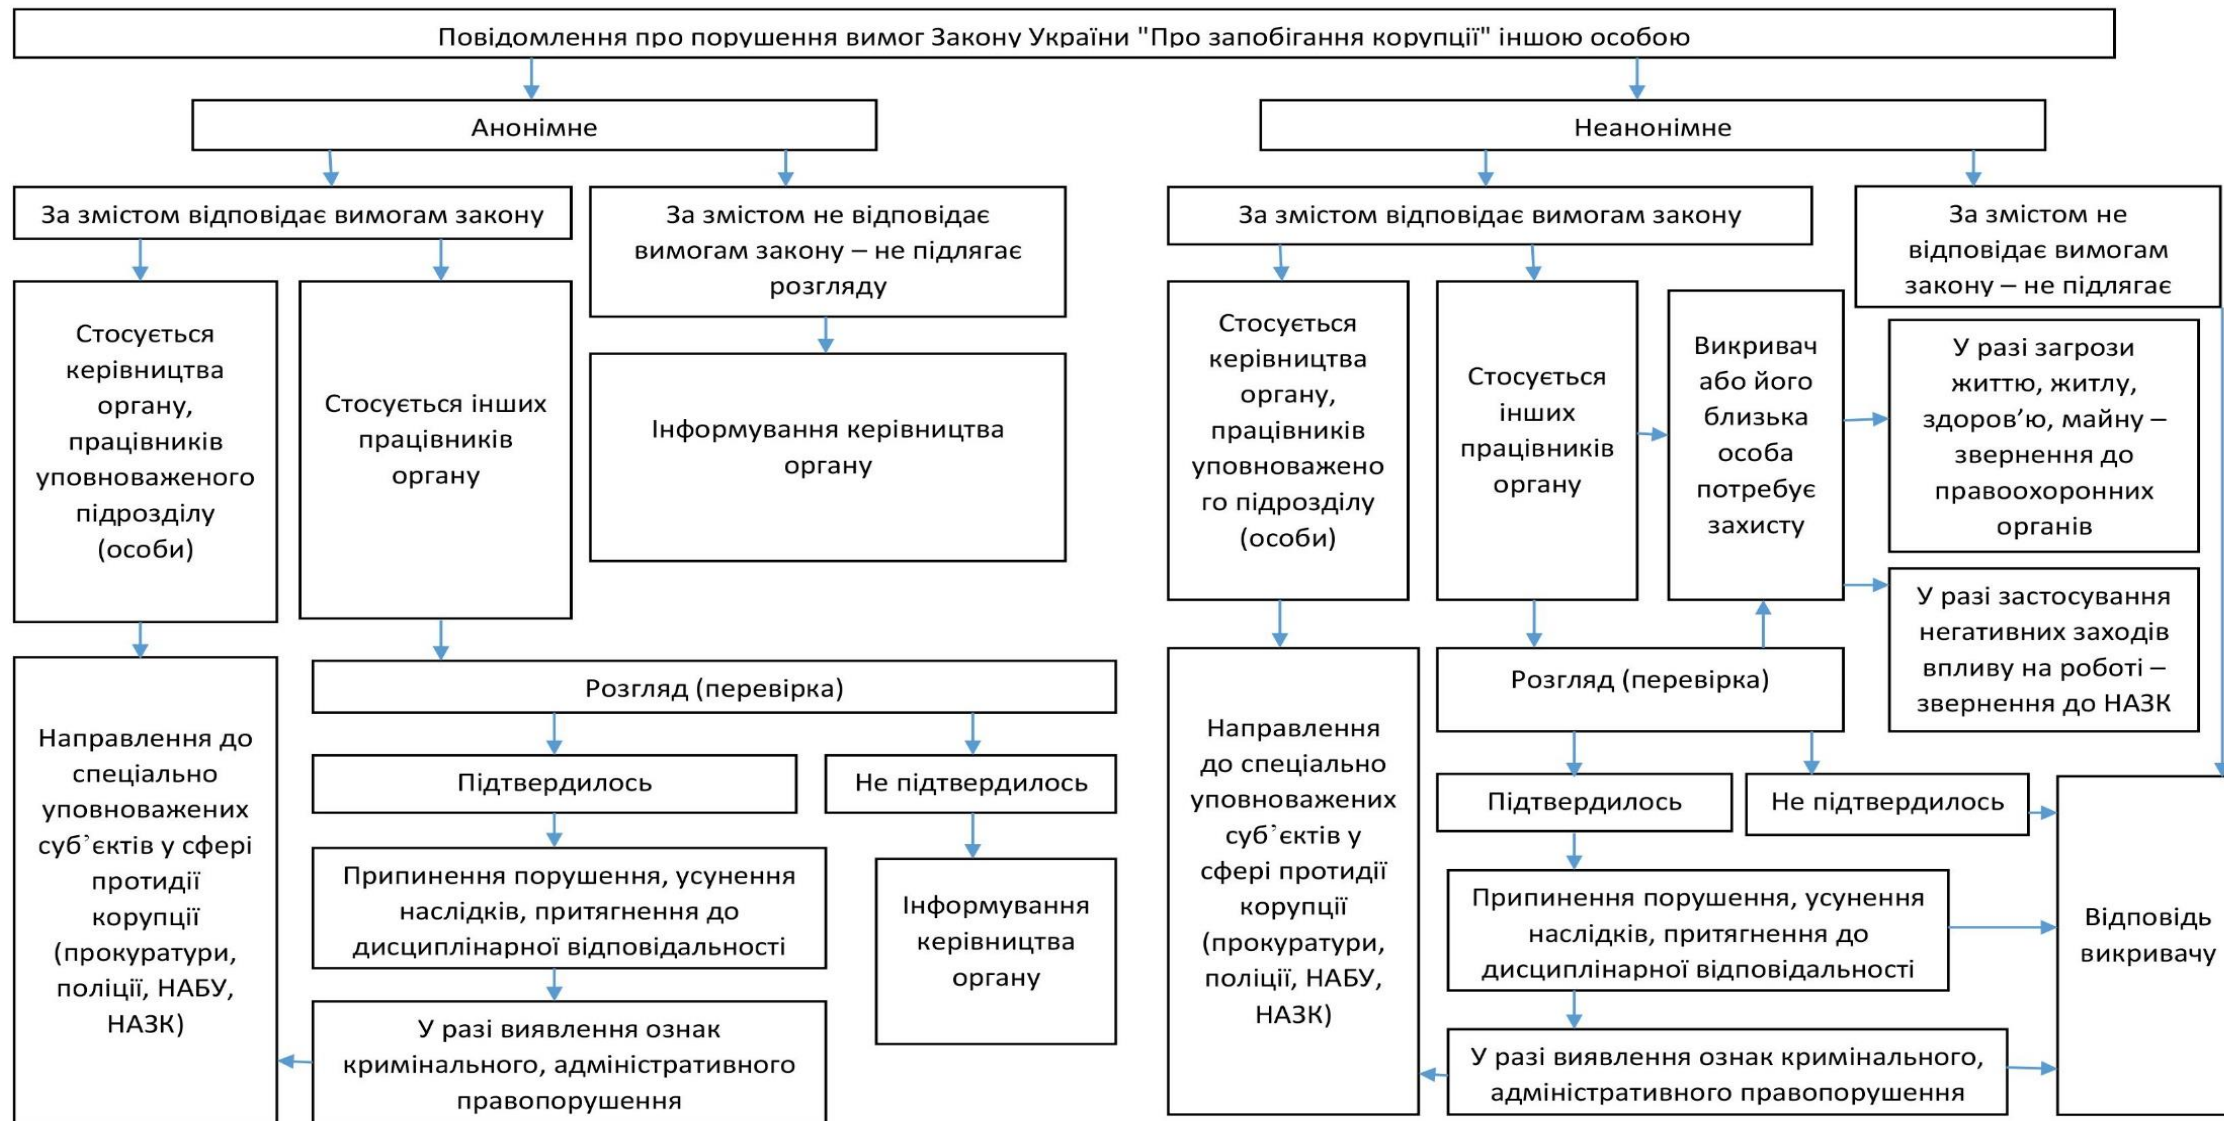 Повідомлення про порушення вимог Закону України "Про запобігання корупції" іншою особою
Анонімне
Неанонімне
За змістом відповідає вимогам закону
За змістом не відповідає
вимогам закону – не підлягає
розгляду
За змістом відповідає вимогам закону
За змістом не
відповідає вимогам
закону – не підлягає
Стосується
керівництва
органу,
працівників
уповноваженого
підрозділу
(особи)
Стосується інших
працівників
органу
Інформування керівництва
органу
Стосується
керівництва
органу,
працівників
уповноважено
го підрозділу
(особи)
Стосується
інших
працівників
органу
Викривач
або його
близька
особа
потребує
захисту
У разі загрози
життю, житлу,
здоров’ю, майну –
звернення до
правоохоронних
органів
У разі застосування
негативних заходів
впливу на роботі –
звернення до НАЗК
Направлення до
спеціально
уповноважених
суб’єктів у сфері
протидії
корупції
(прокуратури,
поліції, НАБУ,
НАЗК)
Розгляд (перевірка)
Підтвердилось
Не підтвердилось
Припинення порушення, усунення
наслідків, притягнення до
дисциплінарної відповідальності
Інформування
керівництва
органу
У разі виявлення ознак
кримінального, адміністративного
правопорушення
Направлення
до спеціально
уповноважених
суб’єктів у
сфері протидії
корупції
(прокуратури,
поліції, НАБУ,
НАЗК)
Розгляд (перевірка)
Підтвердилось
Не підтвердилось
Припинення порушення, усунення
наслідків, притягнення до
дисциплінарної відповідальності
У разі виявлення ознак кримінального,
адміністративного правопорушення
Відповідь
викривачу